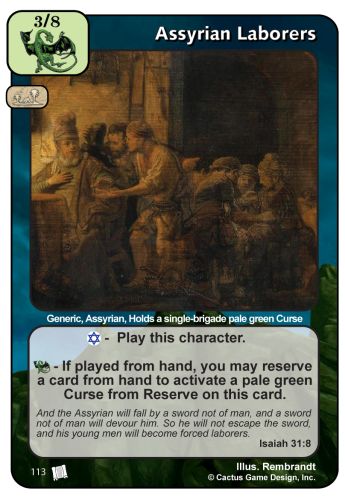 3/8
Assyrian Laborers
Generic, Assyrian, Holds a single-brigade pale green Curse
- Play this character.
- If played from hand, you may reserve
a card from hand to activate a pale green
Curse from Reserve on this card.
And the Assyrian will fall by a sword not of man, and a sword
not of man will devour him. So he will not escape the sword,
and his young men will become forced laborers.
Isaiah 31:8
113
Illus. Rembrandt
© Cactus Game Design, Inc.